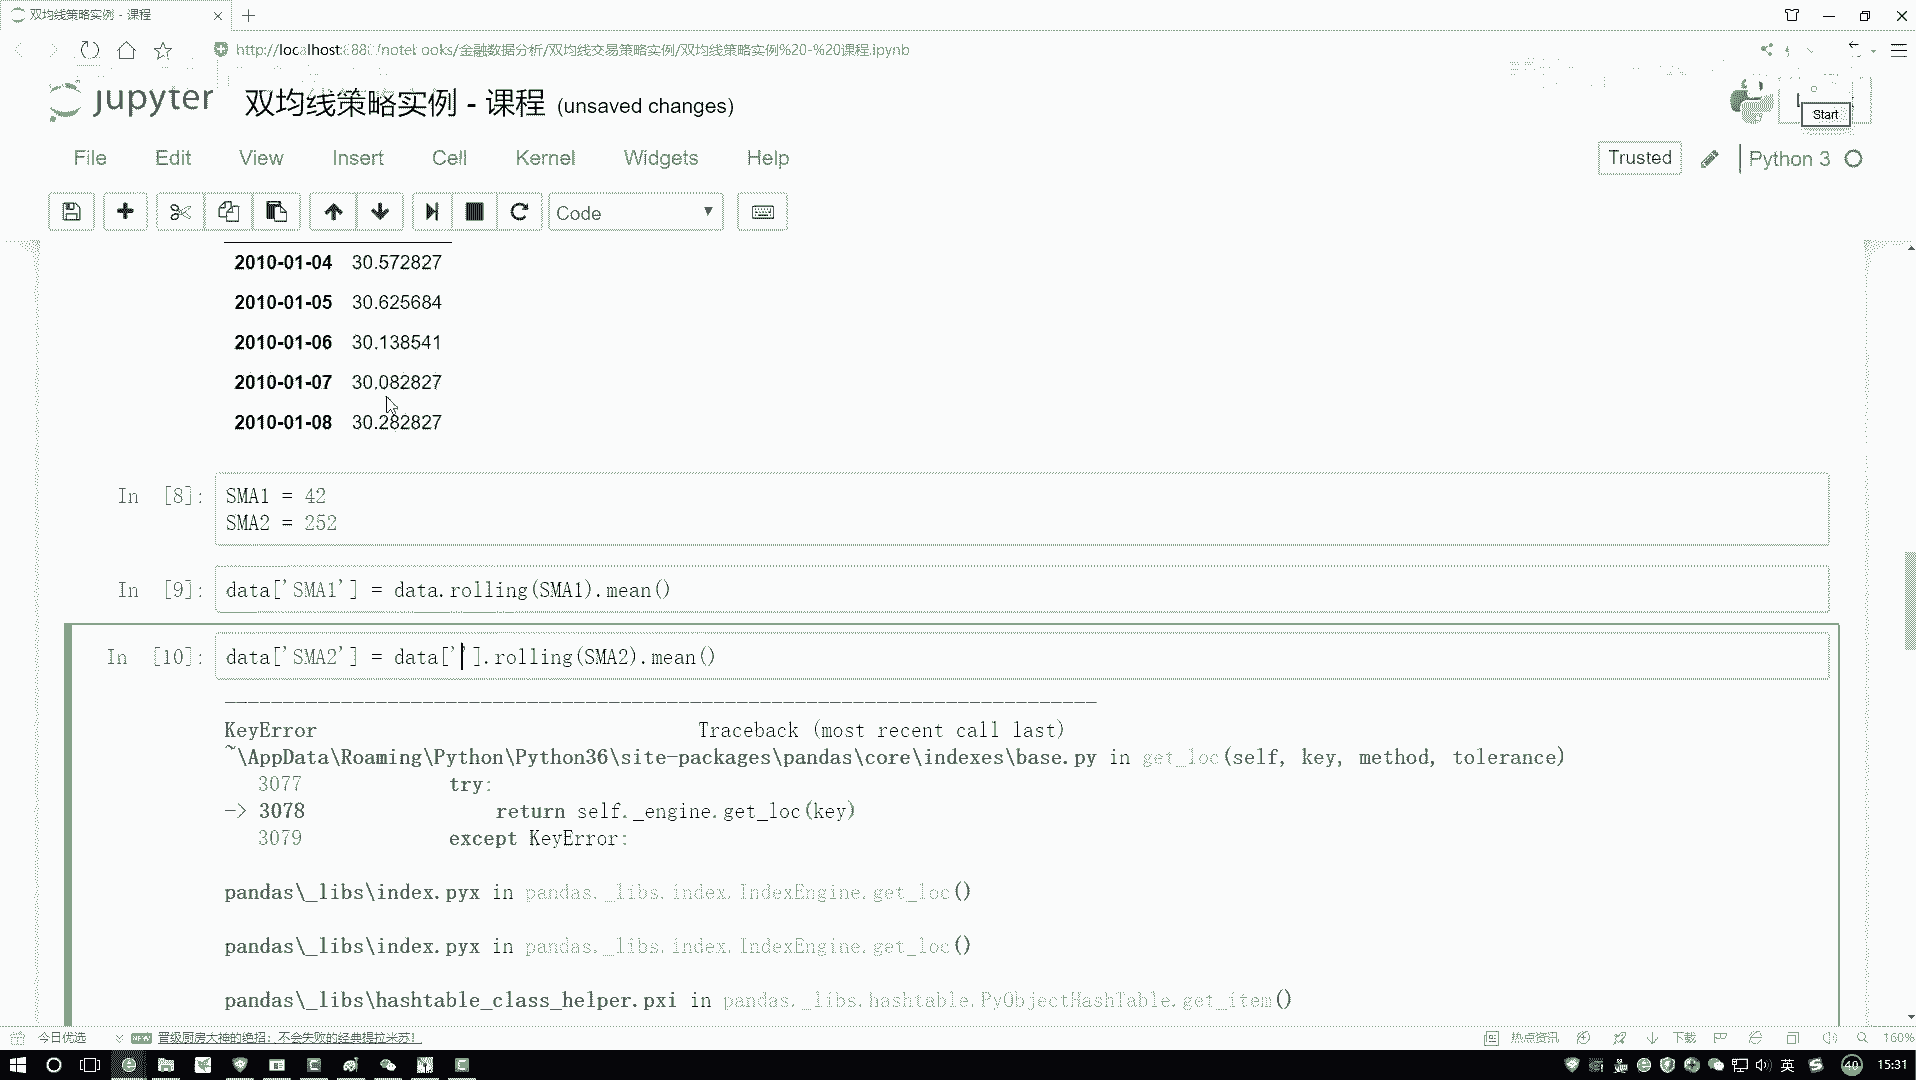 双均线策略实例 - 课程
http://localhost:888/notebooks/金融数据分析/双均线交易策略实例/双均线策略实例%20-%20课程.ipynb
jupyter 双均线策略实例 - 课程 (unsaved changes)
Start
File Edit View Insert Cell Kernel Widgets Help
Trusted Python 3
Code
2010-01-04 30.572827
2010-01-05 30.625684
2010-01-06 30.138541
2010-01-07 30.082827
2010-01-08 30.282827
In [8]: SMA1 = 42
SMA2 = 252
In [9]: data['SMA1'] = data.rolling(SMA1).mean()
In [10]: data['SMA2'] = data[''].rolling(SMA2).mean()
KeyError Traceback (most recent call last)
~\AppData\Roaming\Python\Python36\site-packages\pandas\core\indexes\base.py in get_loc(self, key, method, tolerance)
3077 try:
-> 3078 return self._engine.get_loc(key)
3079 except KeyError:
pandas\_libs\index.pyx in pandas._libs.index.IndexEngine.get_loc()
pandas\_libs\index.pyx in pandas._libs.index.IndexEngine.get_loc()
pandas\_libs\hashtable_class_helper.pxi in pandas._libs.hashtable.PyObjectHashTable.get_item()
今日优选 NEW 晋级厨房大神的绝招：不会失败的经典提拉米苏！ 热点资讯 下载 160%
英 40 15:31